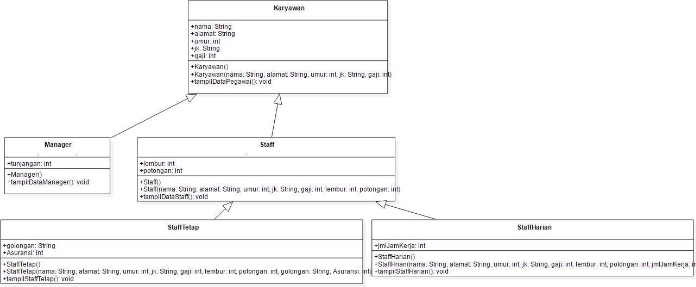 Karyawan
+nama: String
+alamat: String
+umur: int
+jk: String
+gaji: int
+Karyawan()
+Karyawan(nama: String, alamat: String, umur: int, jk: String, gaji: int)
+tampilDataPegawai(): void
Manager
+tunjangan: int
+Manager()
+tampilDataManager(): void
Staff
+lembur: int
+potongan: int
+Staff()
+Staff(nama: String, alamat: String, umur: int, jk: String, gaji: int, lembur: int, potongan: int)
+tampilDataStaff(): void
StaffTetap
+golongan: String
+Asuransi: int
+StaffTetap()
+StaffTetap(nama: String, alamat: String, umur: int, jk: String, gaji: int, lembur: int, potongan: int, golongan: String, Asuransi: int)
+tampilStaffTetap(): void
StaffHarian
+jmlJamKerja: int
+StaffHarian()
+StaffHrian(nama: String, alamat: String, umur: int, jk: String, gaji: int, lembur: int, potongan: int, jmlJamKerja: in
+tampilStaffHarian(): void